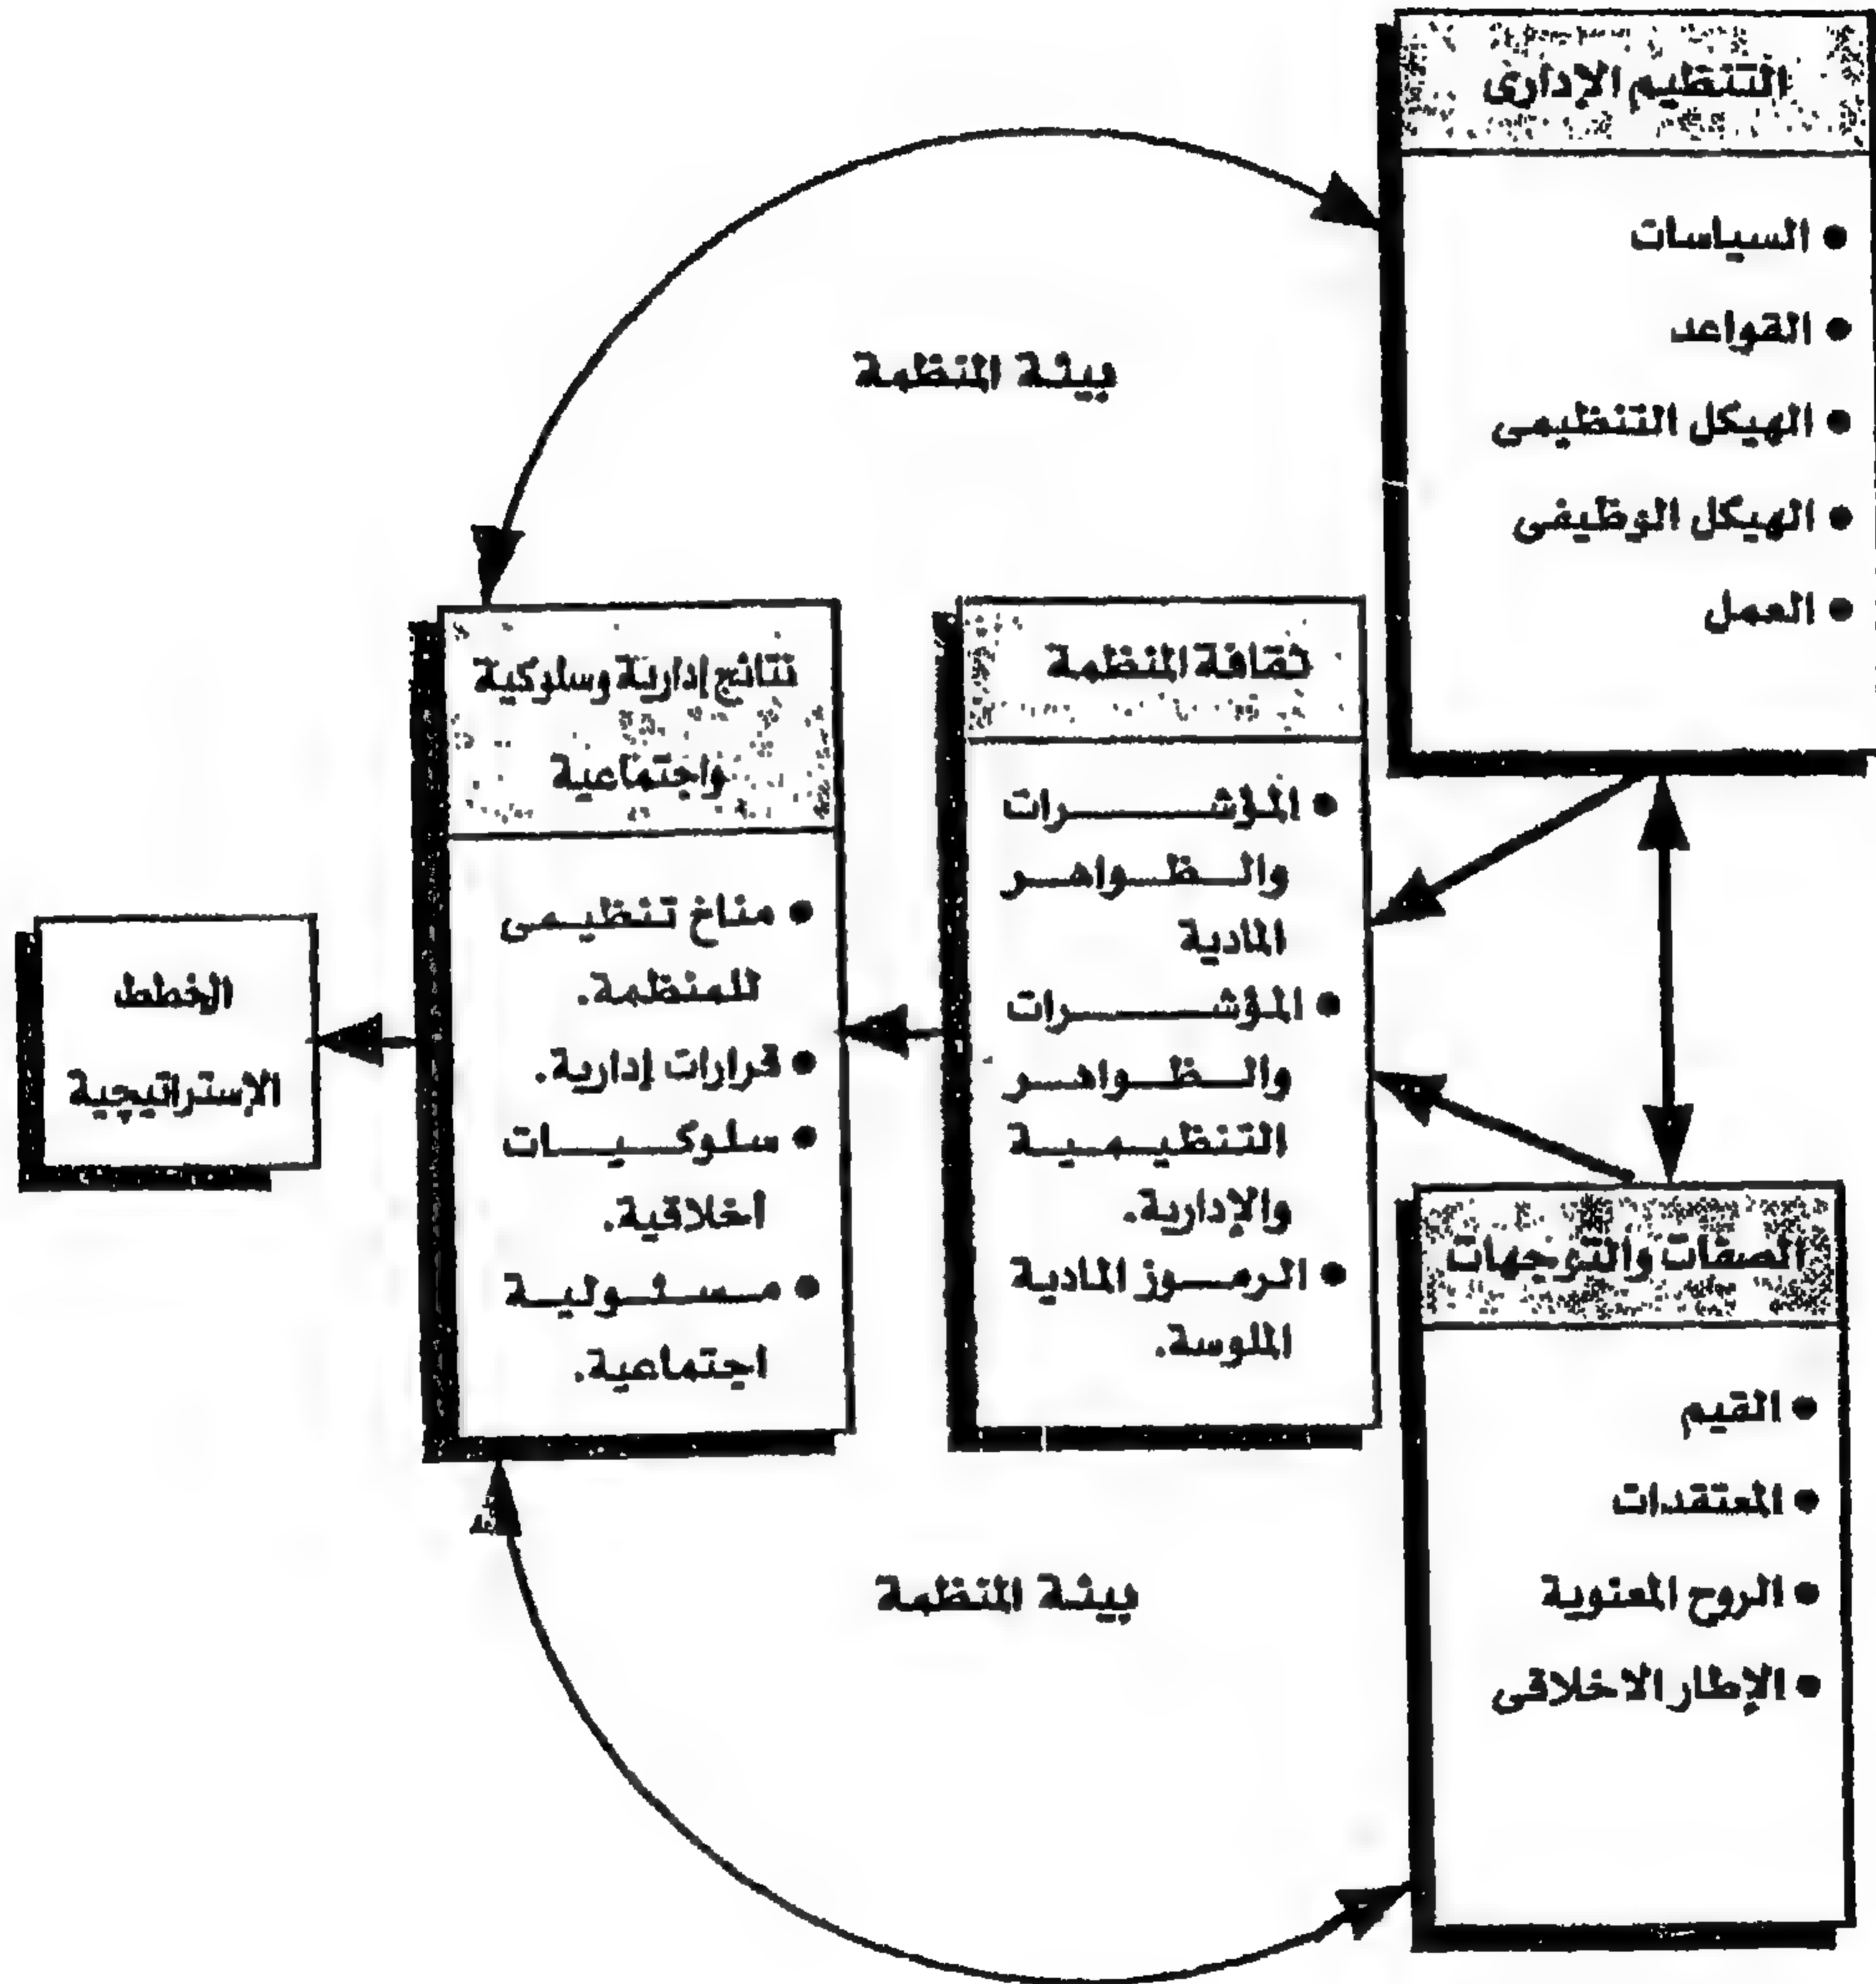 التنظيم الإدارى
• السياسات
• القواعد
• الهيكل التنظيمى
• الهيكل الوظيفى
• العمل
بيئة المنظمة
ثقافة المنظمة
• المؤشرات
والظواهر
المادية
• المؤشرات
والظواهر
التنظيمية
والإدارية.
• الرموز المادية
الملوسة.
نتائج إدارية وسلوكية
واجتماعية
• مناخ تنظيمى
للمنظمة.
• قرارات إدارية.
• سلوكيات
اخلاقية.
• مسئولية
اجتماعية.
الخطط
الإستراتيجية
الصفات والتوجهات
• القيم
• المعتقدات
• الروح المعنوية
• الإطار الاخلاقى
بيئة المنظمة